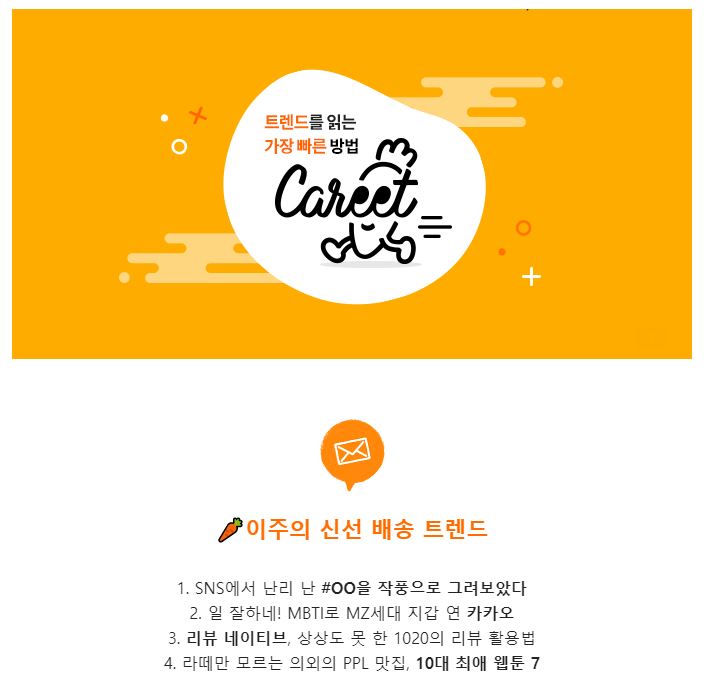 트렌드를 읽는
가장 빠른 방법
Careet
🥕이주의 신선 배송 트렌드
1. SNS에서 난리 난 #OO을 작풍으로 그려보았다
2. 일 잘하네! MBTI로 MZ세대 지갑 연 카카오
3. 리뷰 네이티브, 상상도 못 한 1020의 리뷰 활용법
4. 라떼만 모르는 의외의 PPL 맛집, 10대 최애 웹툰 7